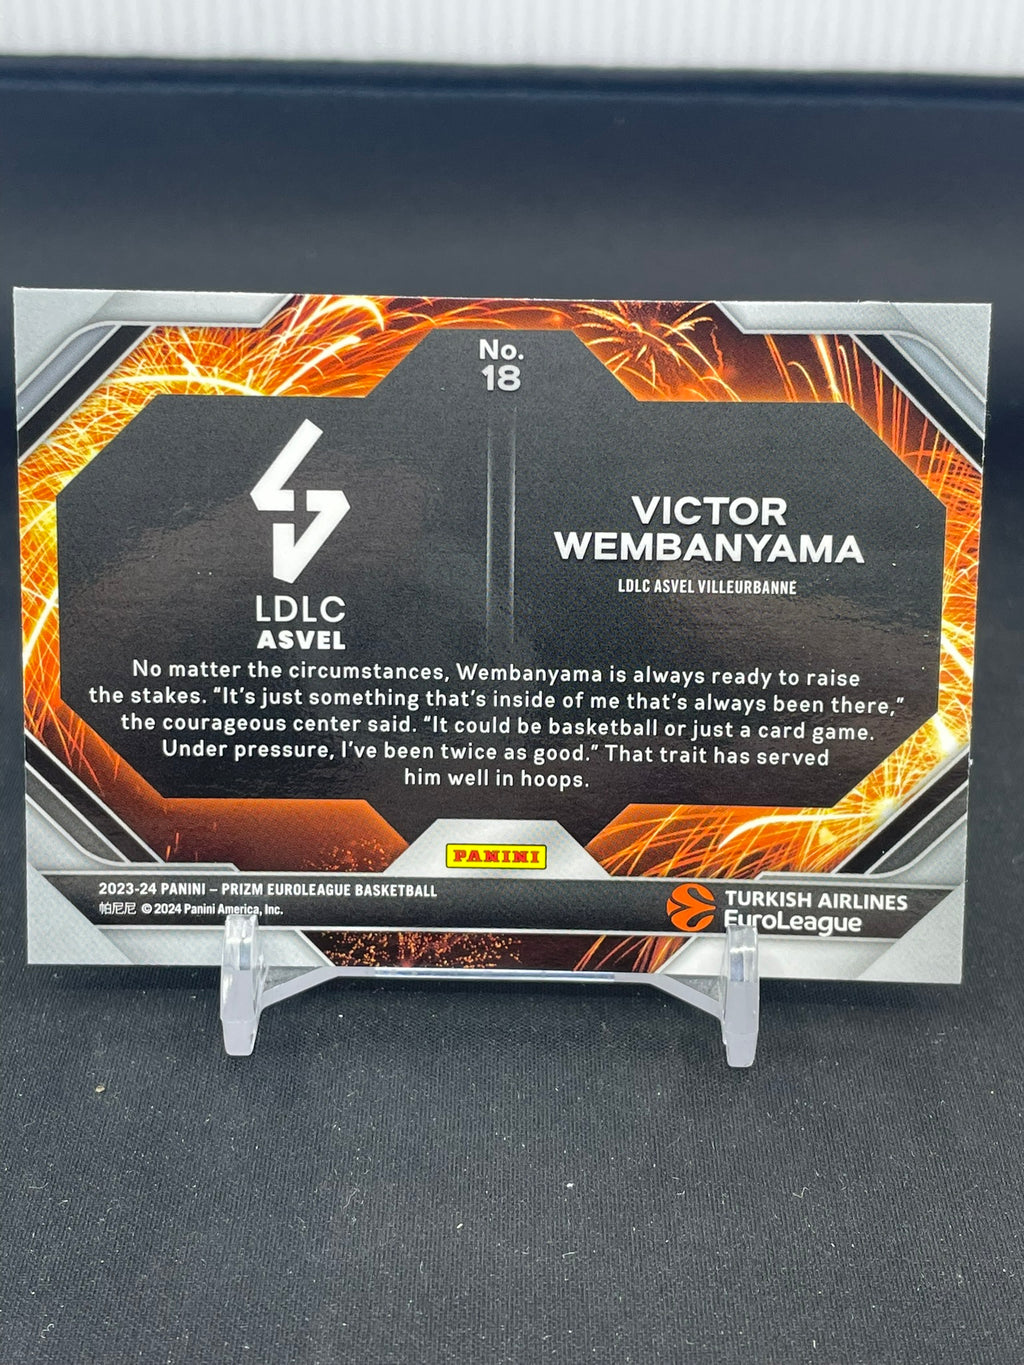 No.
18
LDLC
ASVEL
VICTOR
WEMBANYAMA
LDLC ASVEL VILLEURBANNE
No matter the circumstances, Wembanyama is always ready to raise
the stakes. “It’s just something that’s inside of me that’s always been there,”
the courageous center said. “It could be basketball or just a card game.
Under pressure, I’ve been twice as good.” That trait has served
him well in hoops.
PANINI
2023-24 PANINI – PRIZM EUROLEAGUE BASKETBALL
帕尼尼 © 2024 Panini America, Inc.
TURKISH AIRLINES
EuroLeague